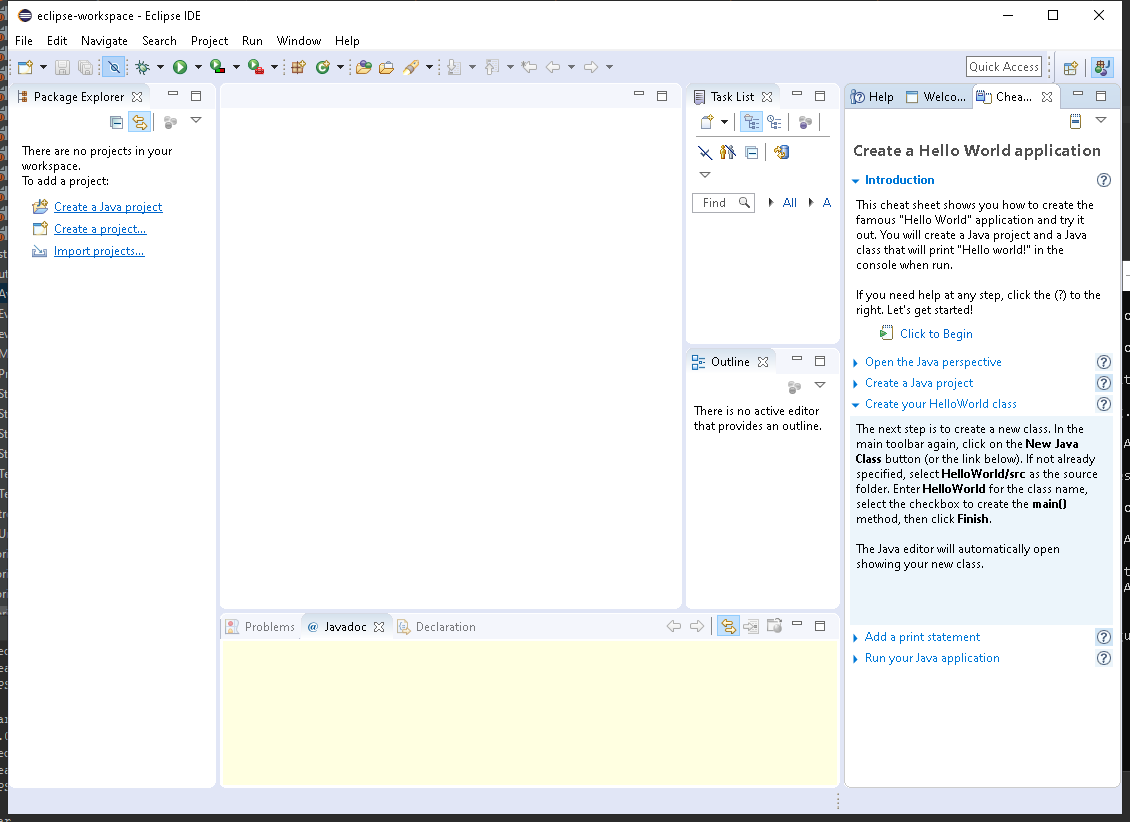 eclipse-workspace - Eclipse IDE
File Edit Navigate Search Project Run Window Help
Quick Access
Package Explorer
There are no projects in your
workspace.
To add a project:
Create a Java project
Create a project...
Import projects...
Task List
Find
All
A
Outline
There is no active editor
that provides an outline.
Problems
@ Javadoc
Declaration
Help
Welco...
Chea...
Create a Hello World application
Introduction
This cheat sheet shows you how to create the
famous "Hello World" application and try it
out. You will create a Java project and a Java
class that will print "Hello world!" in the
console when run.
If you need help at any step, click the (?) to the
right. Let's get started!
Click to Begin
Open the Java perspective
Create a Java project
Create your HelloWorld class
The next step is to create a new class. In the
main toolbar again, click on the New Java
Class button (or the link below). If not already
specified, select HelloWorld/src as the source
folder. Enter HelloWorld for the class name,
select the checkbox to create the main()
method, then click Finish.
The Java editor will automatically open
showing your new class.
Add a print statement
Run your Java application